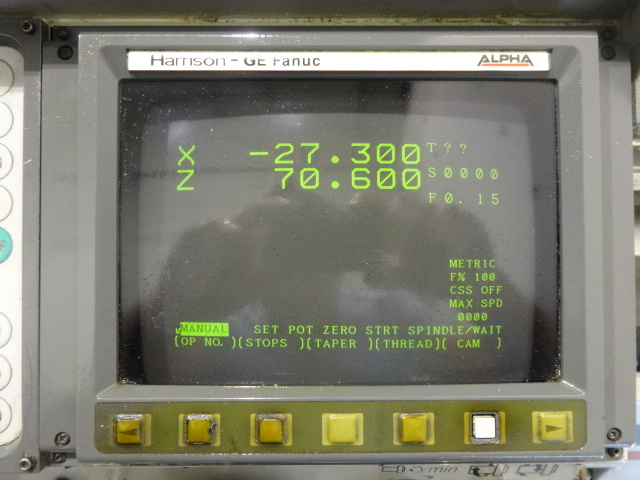 Harrison - GE Fanuc ALPHA
X -27.300 T??
Z 70.600 S0000
F0.15
METRIC
F% 100
CSS OFF
MAX SPD
0000
MANUAL SET POT ZERO STRT SPINDLE/WAIT
(OP NO. )(STOPS )(TAPER )(THREAD)( CAM )
min